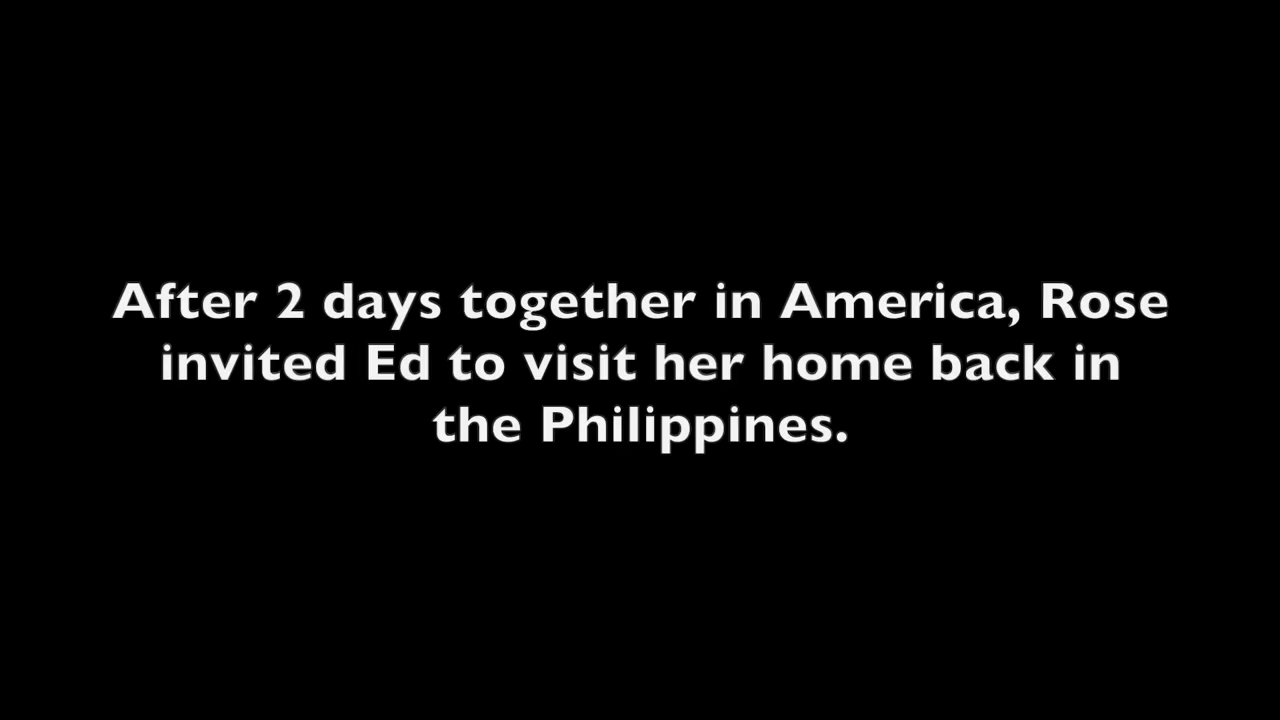 After 2 days together in America, Rose
invited Ed to visit her home back in
the Philippines.